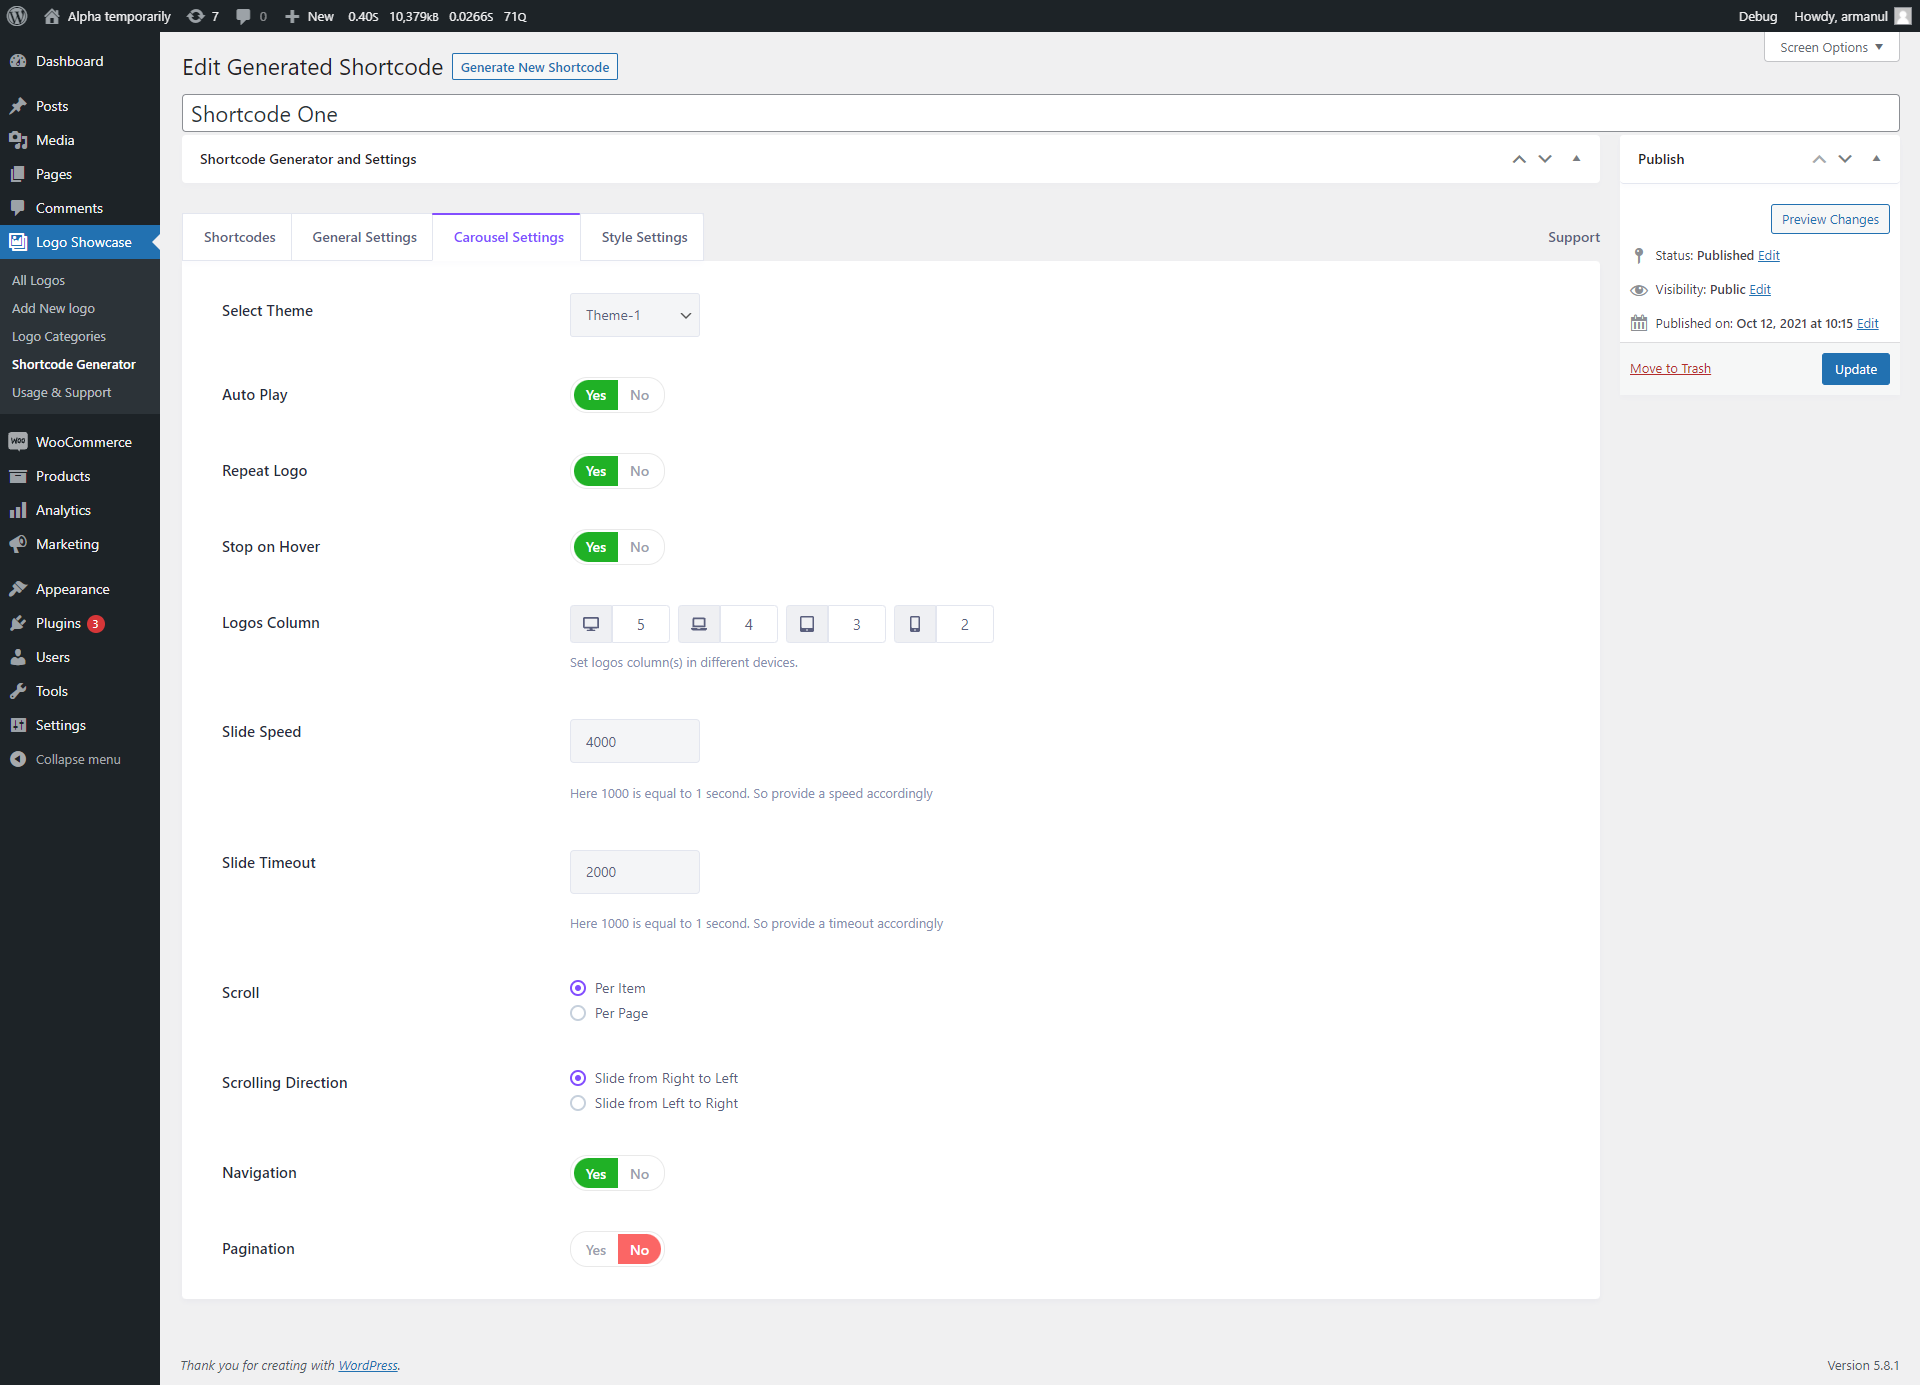 Alpha temporarily 7 0 New 0.40S 10,379KB 0.0266S 71Q Debug Howdy, armanul
Screen Options
Dashboard
Posts
Media
Pages
Comments
Logo Showcase
All Logos
Add New logo
Logo Categories
Shortcode Generator
Usage & Support
WOO WooCommerce
Products
Analytics
Marketing
Appearance
Plugins 3
Users
Tools
Settings
Collapse menu
Edit Generated Shortcode Generate New Shortcode
Shortcode One
Shortcode Generator and Settings
Shortcodes General Settings Carousel Settings Style Settings Support
Select Theme Theme-1
Auto Play Yes No
Repeat Logo Yes No
Stop on Hover Yes No
Logos Column 5 4 3 2
Set logos column(s) in different devices.
Slide Speed 4000
Here 1000 is equal to 1 second. So provide a speed accordingly
Slide Timeout 2000
Here 1000 is equal to 1 second. So provide a timeout accordingly
Scroll Per Item
Per Page
Scrolling Direction Slide from Right to Left
Slide from Left to Right
Navigation Yes No
Pagination Yes No
Publish
Preview Changes
Status: Published Edit
Visibility: Public Edit
Published on: Oct 12, 2021 at 10:15 Edit
Move to Trash Update
Thank you for creating with WordPress. Version 5.8.1